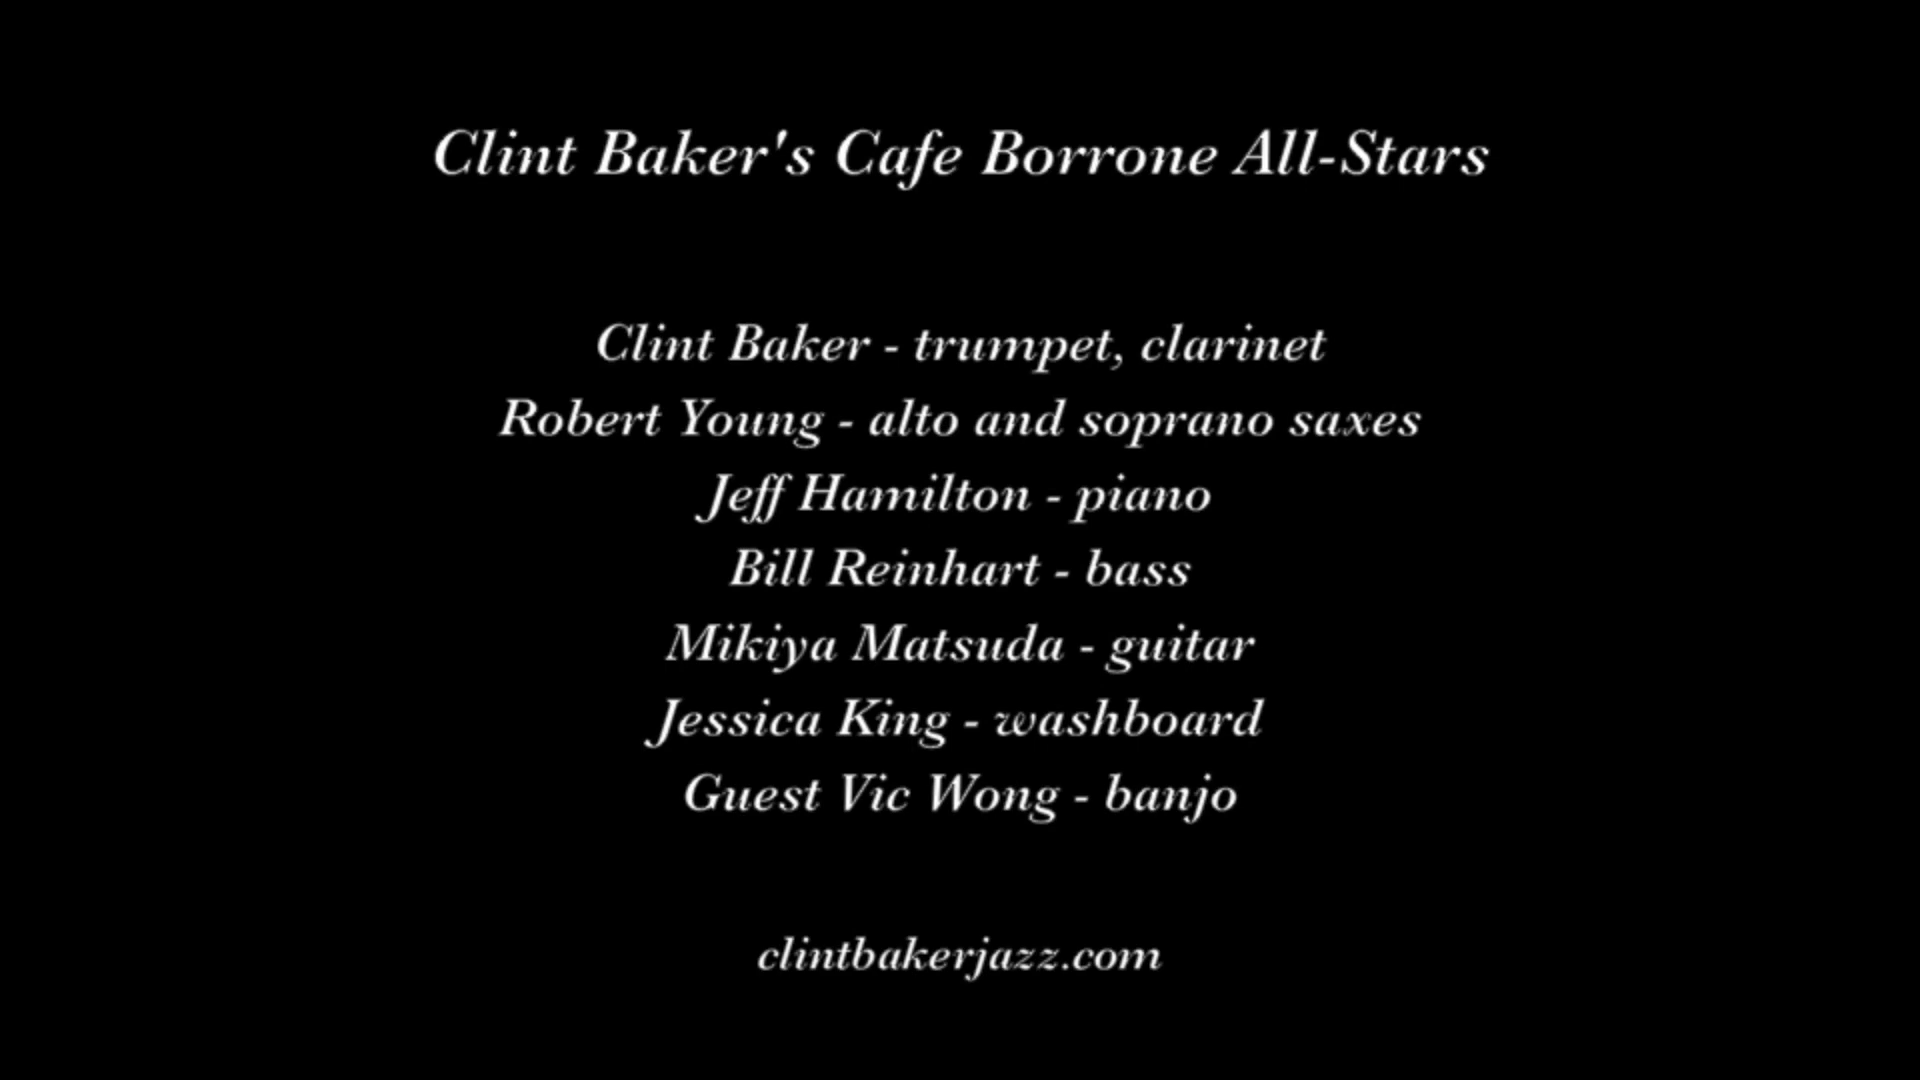 Clint Baker's Cafe Borrone All-Stars
Clint Baker - trumpet, clarinet
Robert Young - alto and soprano saxes
Jeff Hamilton - piano
Bill Reinhart - bass
Mikiya Matsuda - guitar
Jessica King - washboard
Guest Vic Wong - banjo
clintbakerjazz.com